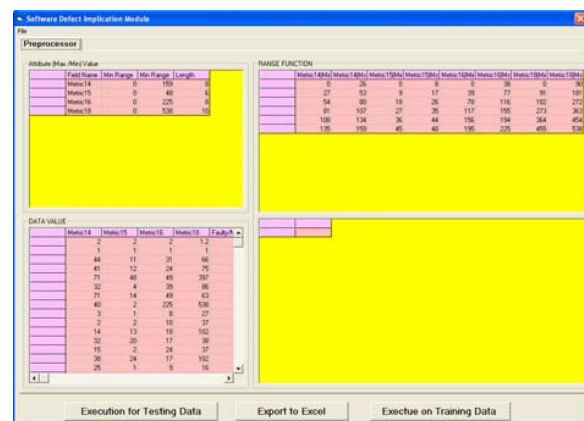 Software Defect Implication Module
File
Preprocessor
Attribute (Max /Min) Value
Field Name Min Range Min Range Length
Metric14 0 159 8
Metric15 0 48 6
Metric16 0 225 8
Metric18 0 538 10
RANGE FUNCTION
0 26 0 8 0 38 0 90
27 53 9 17 39 77 91 181
54 80 18 26 78 116 182 272
81 107 27 35 117 155 273 363
108 134 36 44 156 194 364 454
135 159 45 48 195 225 455 538
DATA VALUE
Metric14 Metric15 Metric16 Metric18 Faulty/N
2 2 2 1.2
1 1 1 1
44 11 31 66
41 12 24 75
71 48 49 397
32 4 39 86
71 14 49 63
40 2 225 538
3 1 8 27
2 2 10 37
14 13 18 102
32 20 17 38
15 2 24 37
38 24 17 102
25 1 9 16
Execution for Testing Data
Export to Excel
Exectue on Training Data